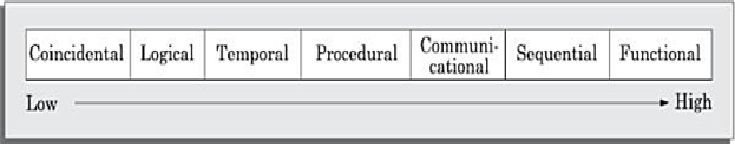 Coincidental Logical Temporal Procedural Communi-
cational Sequential Functional
Low High